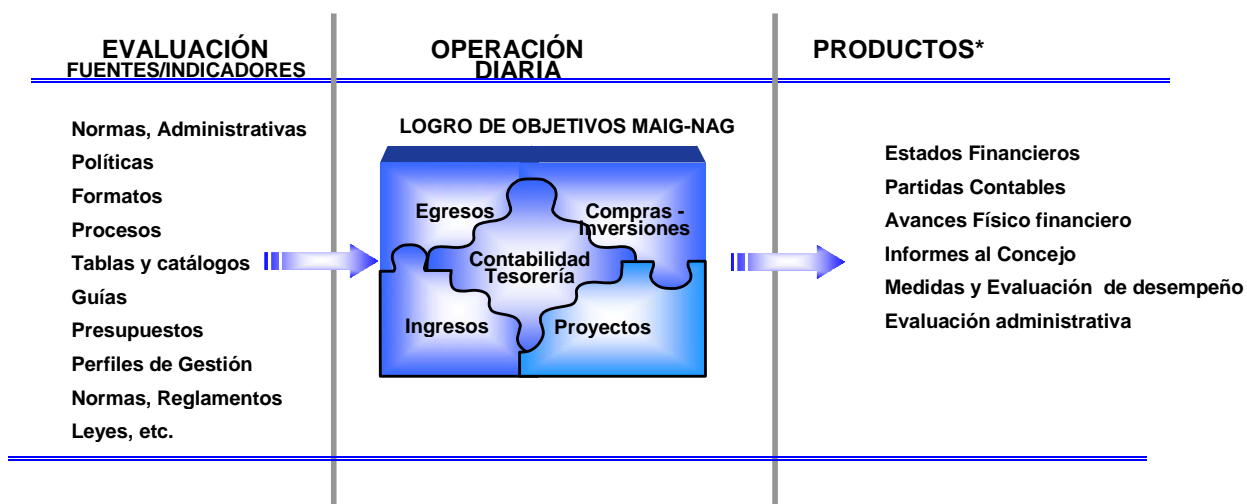 EVALUACIÓN
FUENTES/INDICADORES
Normas, Administrativas
Políticas
Formatos
Procesos
Tablas y catálogos
Guías
Presupuestos
Perfiles de Gestión
Normas, Reglamentos
Leyes, etc.
OPERACIÓN
DIARIA
LOGRO DE OBJETIVOS MAIG-NAG
Egresos
Compras -
Inversiones
Contabilidad
Tesorería
Ingresos
Proyectos
PRODUCTOS*
Estados Financieros
Partidas Contables
Avances Físico financiero
Informes al Concejo
Medidas y Evaluación de desempeño
Evaluación administrativa